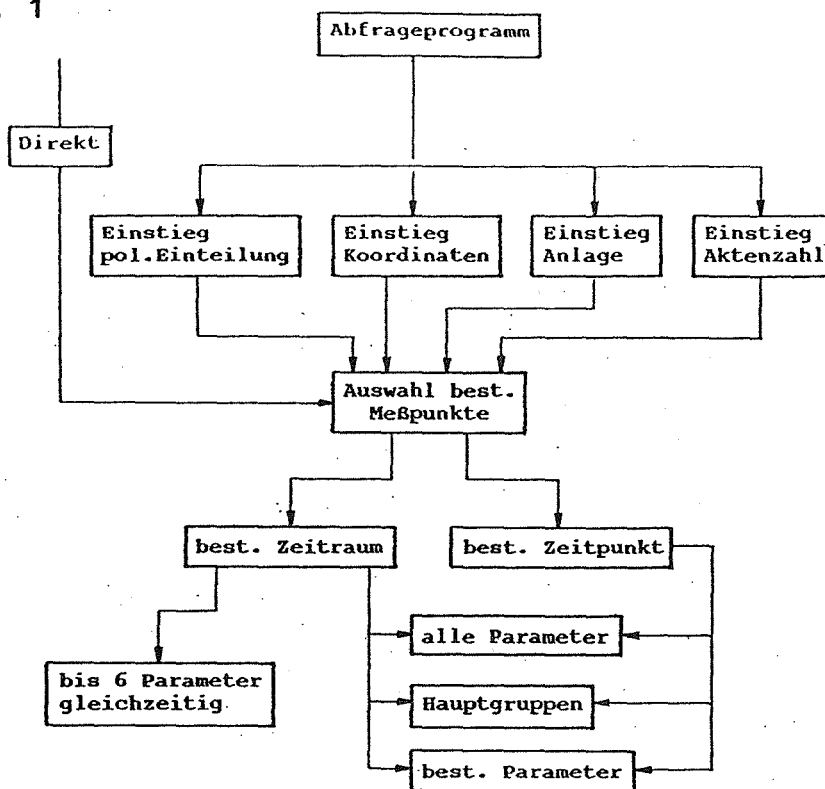 1
Abfrageprogramm
Direkt
Einstieg
pol.Einteilung
Einstieg
Koordinaten
Einstieg
Anlage
Einstieg
Aktenzahl
Auswahl best.
Meßpunkte
best. Zeitraum
best. Zeitpunkt
alle Parameter
bis 6 Parameter
gleichzeitig
Hauptgruppen
best. Parameter